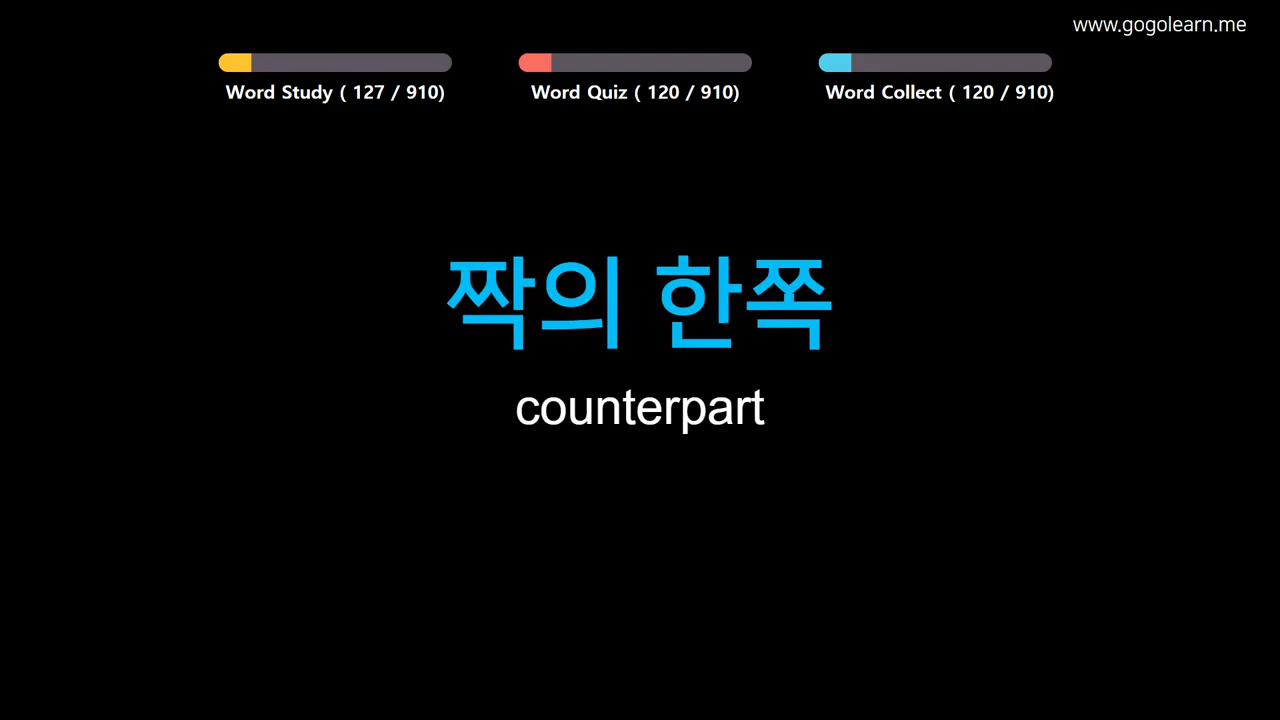 www.gogolearn.me
Word Study ( 127 / 910)
Word Quiz ( 120 / 910)
Word Collect ( 120 / 910)
짝의 한쪽
counterpart